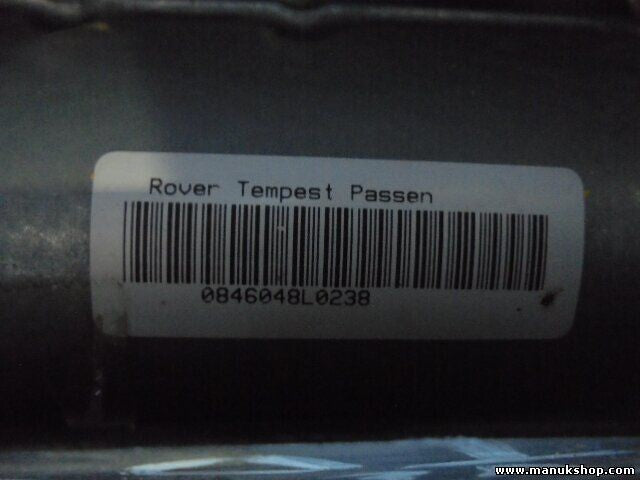 Rover Tempest Passen
0846048L0238
www.manukshop.com